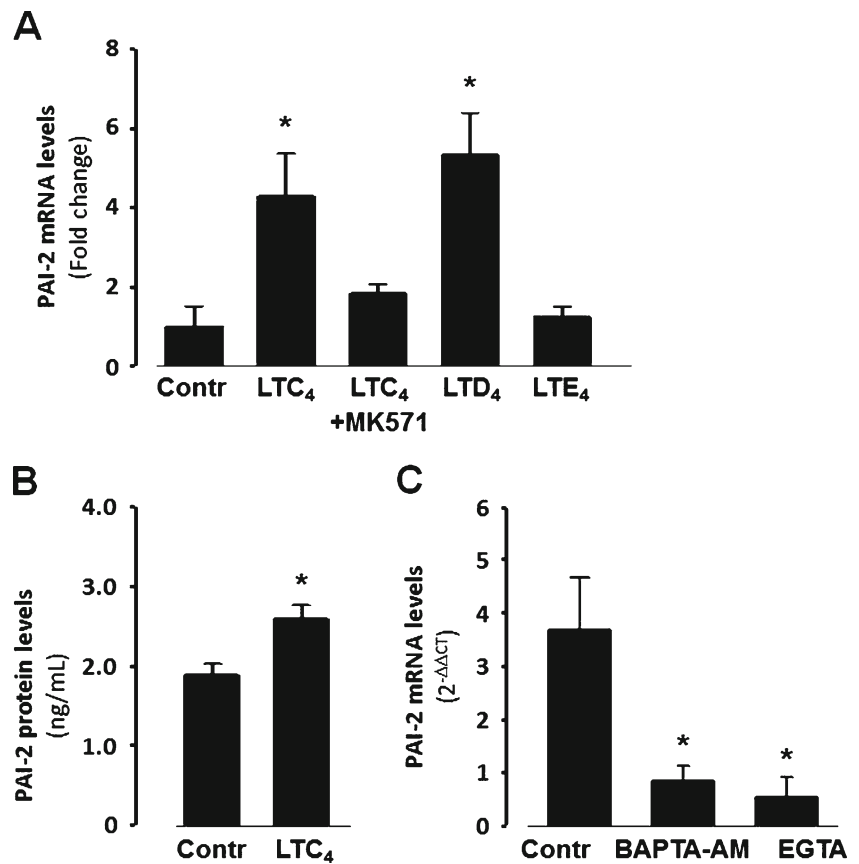 A
PAI-2 mRNA levels
(Fold change)
8
6
4
2
0
*
*
Contr LTC₄ LTC₄ LTD₄ LTE₄
+MK571
B
PAI-2 protein levels
(ng/mL)
4.0
3.0
2.0
1.0
0
*
Contr LTC₄
C
PAI-2 mRNA levels
(2⁻ΔΔCT)
6
5
4
3
2
1
0
*
*
Contr BAPTA-AM EGTA